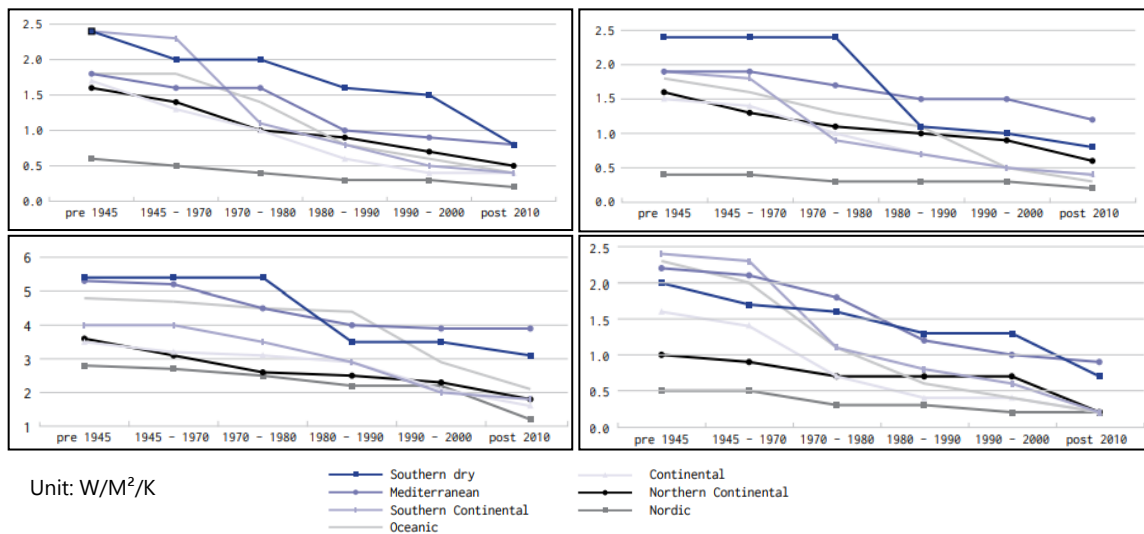 2.5
2.0
1.5
1.0
0.5
0.0
pre 1945 1945 – 1970 1970 – 1980 1980 – 1990 1990 – 2000 post 2010
2.5
2.0
1.5
1.0
0.5
0.0
pre 1945 1945 – 1970 1970 – 1980 1980 – 1990 1990 – 2000 post 2010
6
5
4
3
2
1
pre 1945 1945 – 1970 1970 – 1980 1980 – 1990 1990 – 2000 post 2010
2.5
2.0
1.5
1.0
0.5
0.0
pre 1945 1945 – 1970 1970 – 1980 1980 – 1990 1990 – 2000 post 2010
Unit: W/M²/K
Southern dry
Mediterranean
Southern Continental
Oceanic
Continental
Northern Continental
Nordic